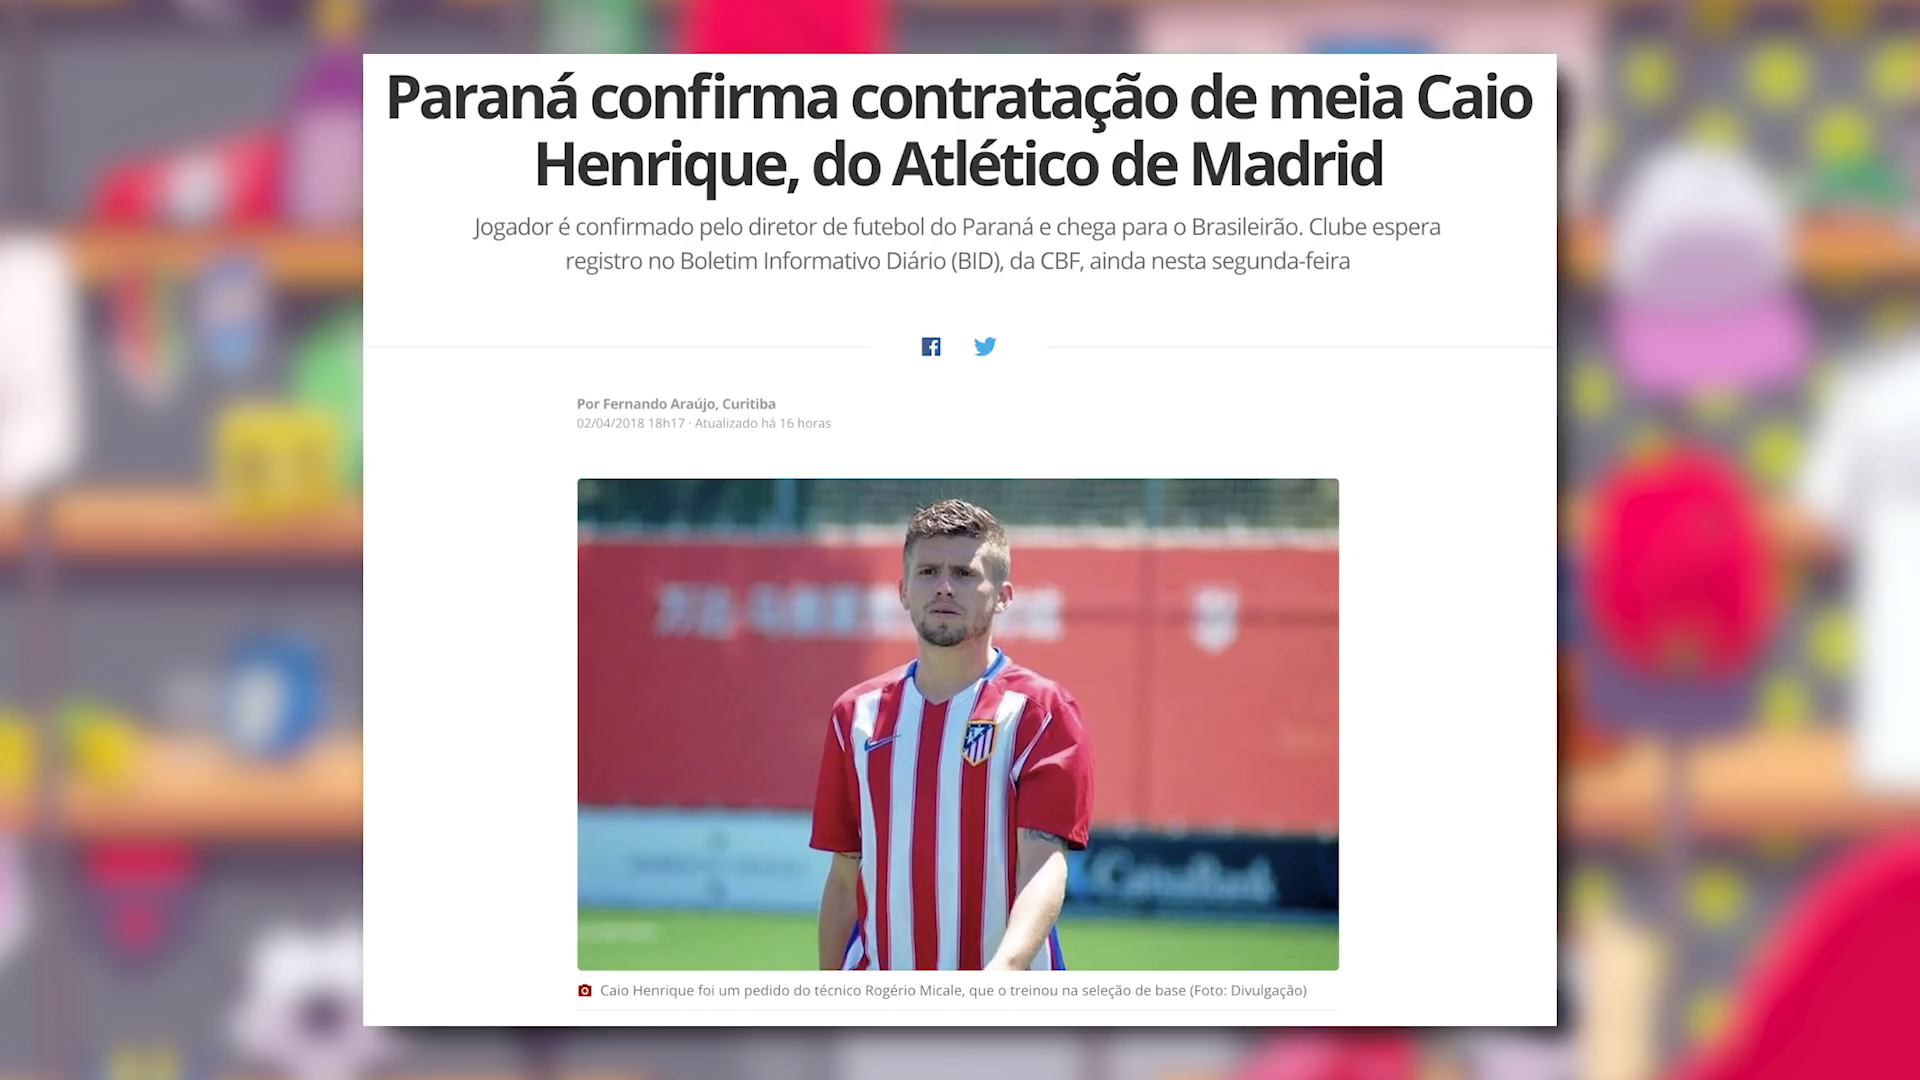 Paraná confirma contratação de meia Caio
Henrique, do Atlético de Madrid
Jogador é confirmado pelo diretor de futebol do Paraná e chega para o Brasileirão. Clube espera
registro no Boletim Informativo Diário (BID), da CBF, ainda nesta segunda-feira
Por Fernando Araújo, Curitiba
02/04/2018 18h17 · Atualizado há 16 horas
CaixaBank
Caio Henrique foi um pedido do técnico Rogério Micale, que o treinou na seleção de base (Foto: Divulgação)